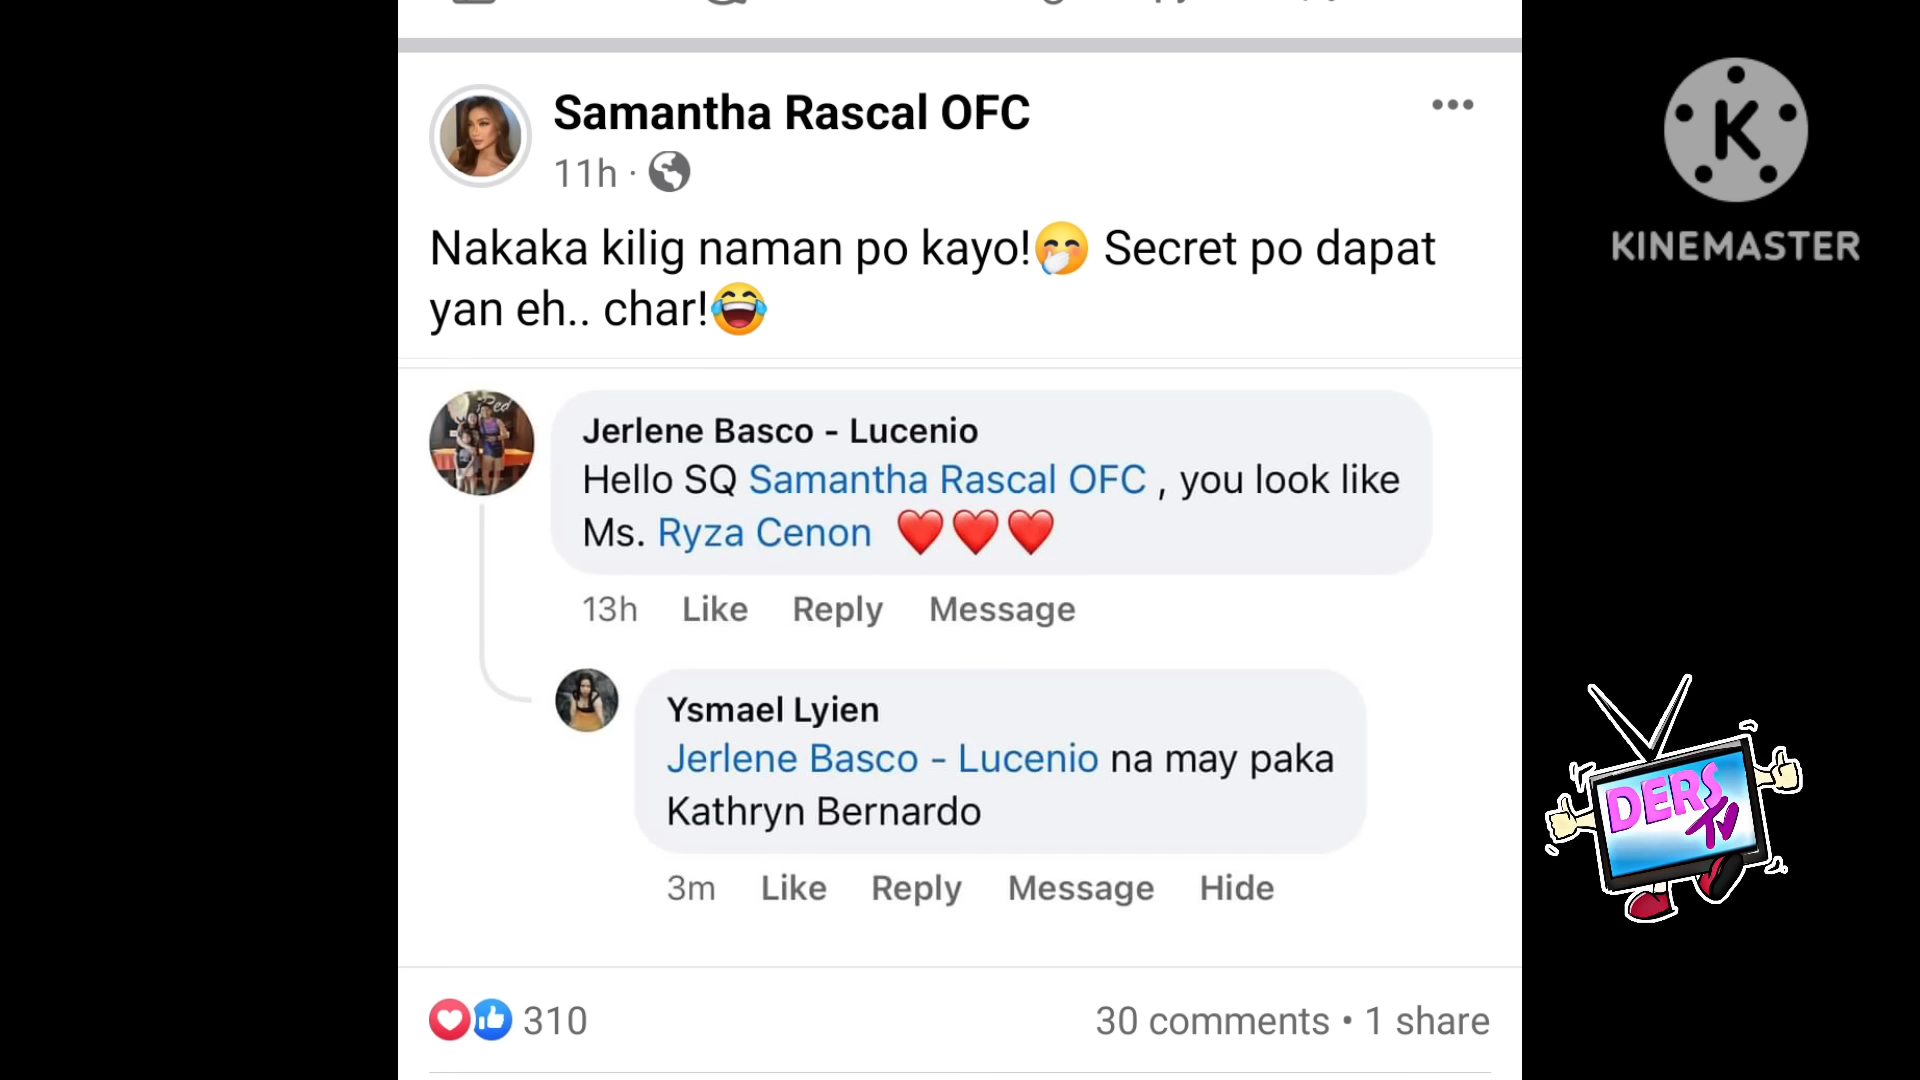 Samantha Rascal OFC
11h ·
Nakaka kilig naman po kayo!🤭 Secret po dapat
yan eh.. char!😂
Jerlene Basco - Lucenio
Hello SQ Samantha Rascal OFC , you look like
Ms. Ryza Cenon ❤️❤️❤️
13h Like Reply Message
Ysmael Lyien
Jerlene Basco - Lucenio na may paka
Kathryn Bernardo
3m Like Reply Message Hide
310
30 comments • 1 share
K
KINEMASTER
DERS
TV